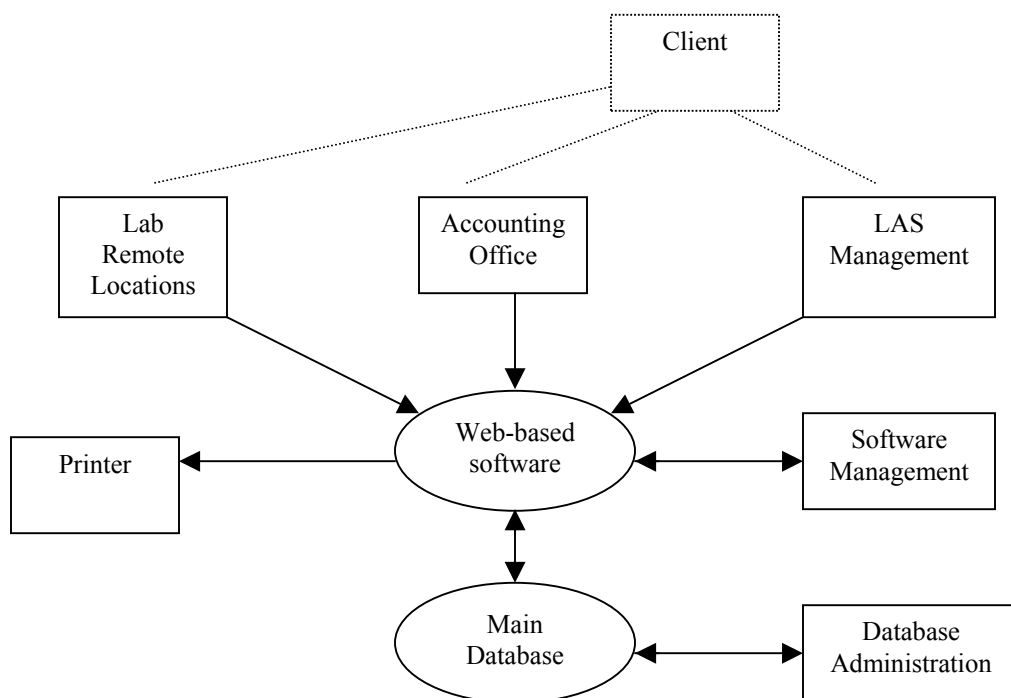 Client
Lab
Remote
Locations
Accounting
Office
LAS
Management
Web-based
software
Printer
Software
Management
Main
Database
Database
Administration